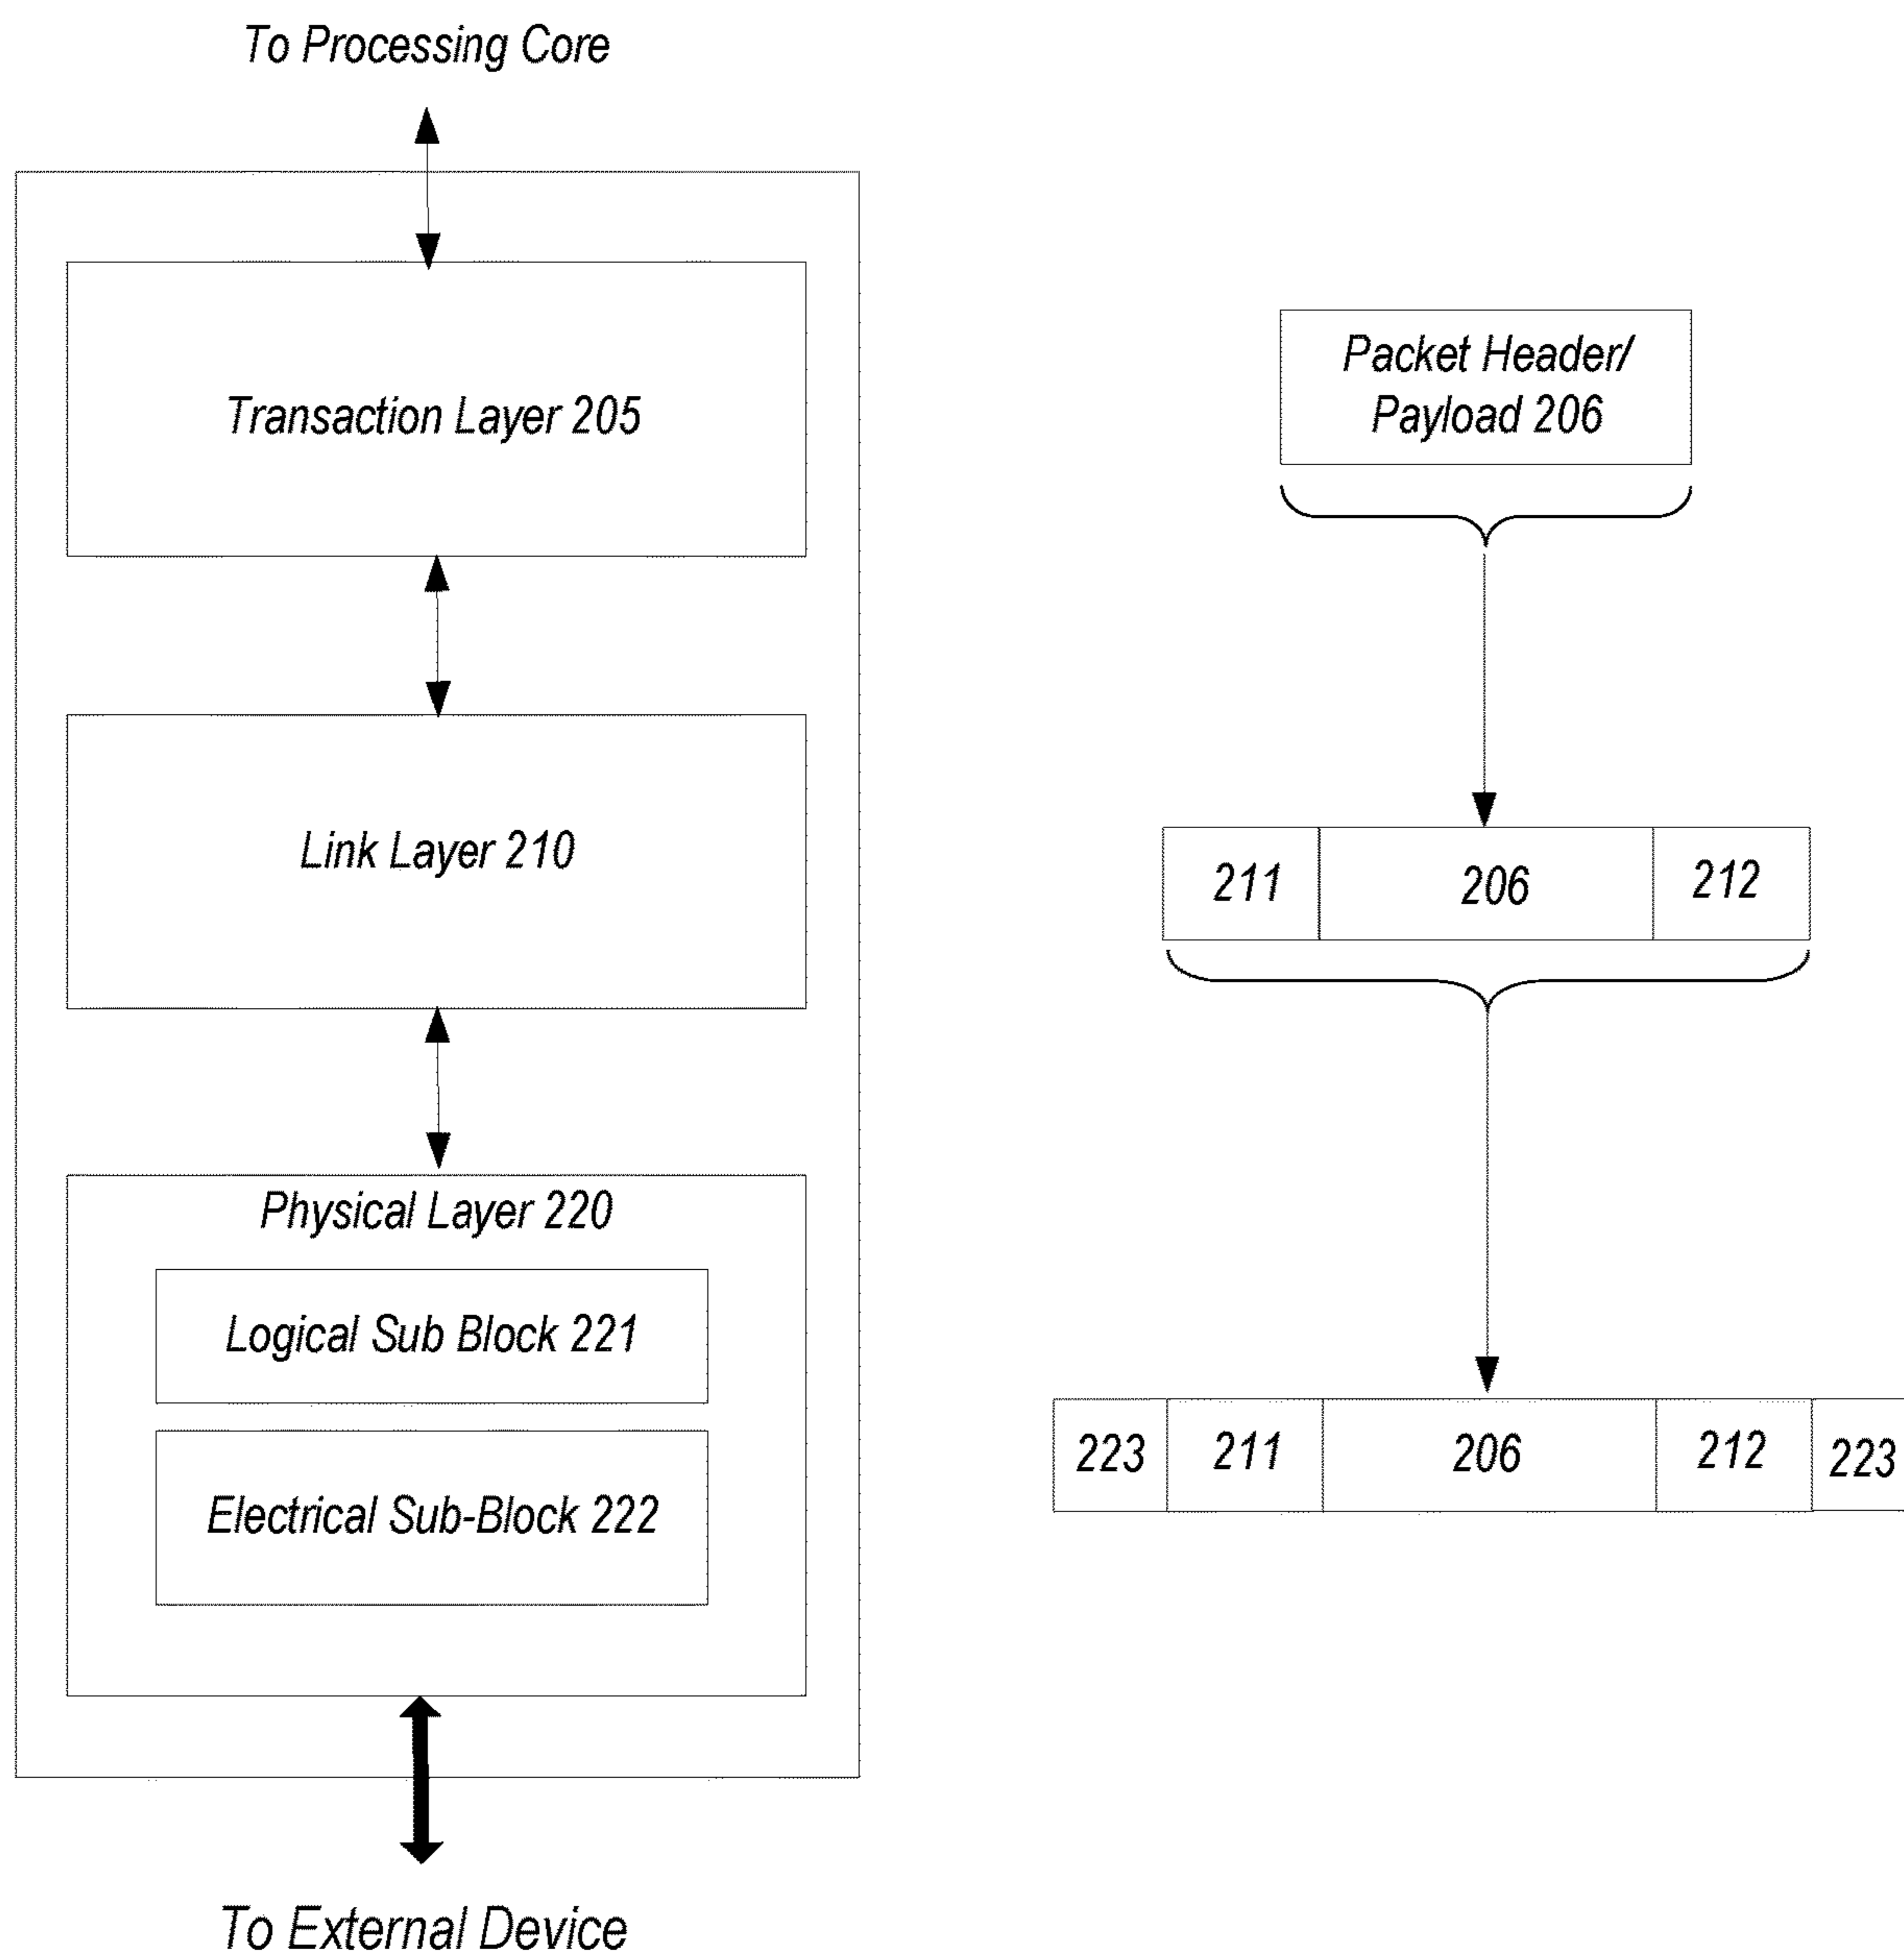 To Processing Core
Transaction Layer 205
Link Layer 210
Physical Layer 220
Logical Sub Block 221
Electrical Sub-Block 222
To External Device
Packet Header/
Payload 206
211 206 212
223 211 206 212 223